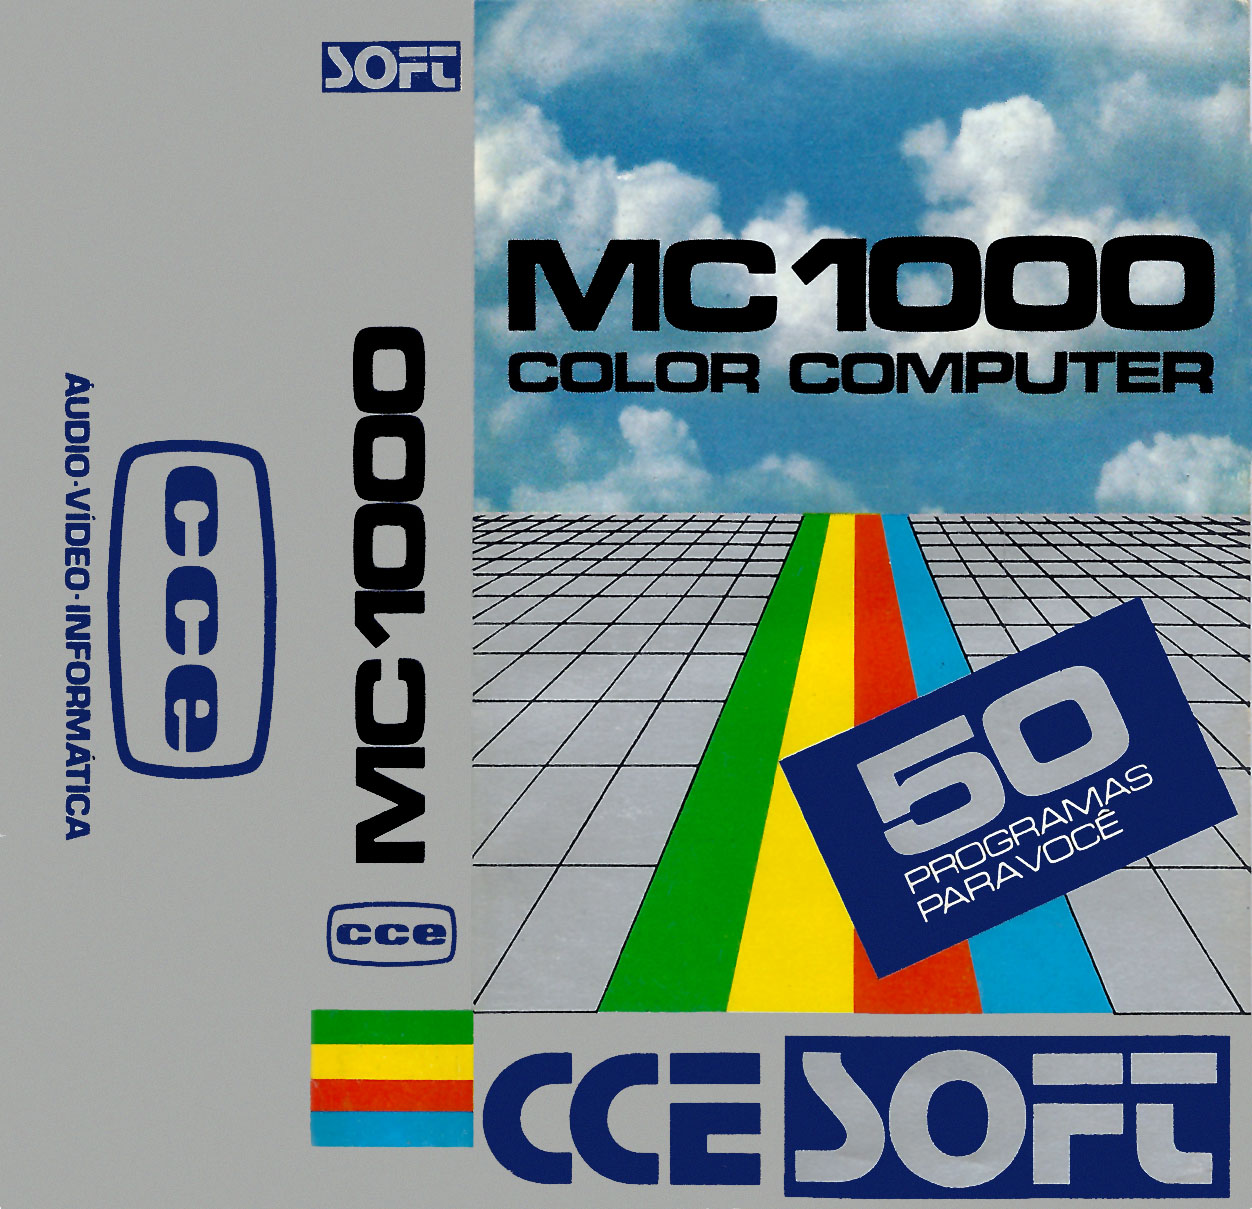 ÁUDIO·VÍDEO·INFORMÁTICA
cce
SOFT
MC1000
cce
MC1000
COLOR COMPUTER
50
PROGRAMAS
PARA VOCÊ
CCE SOFT